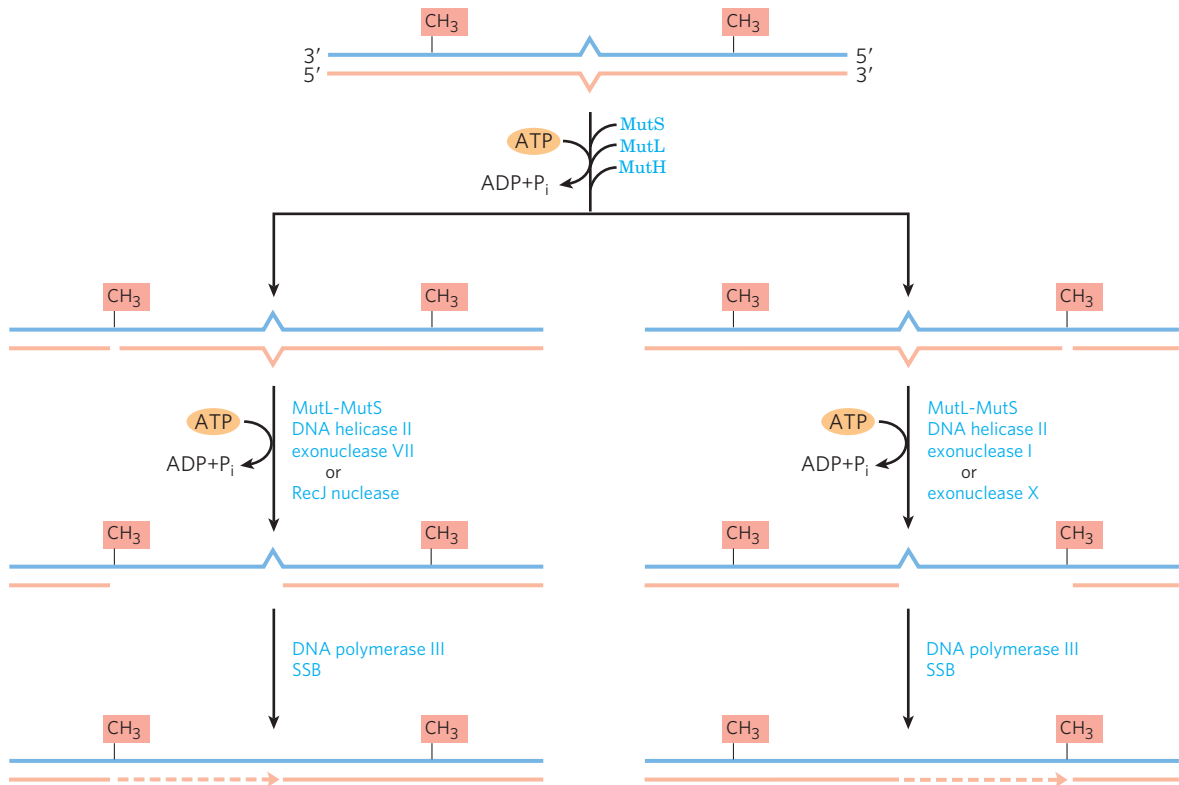 CH3 CH3
3′ 5′
5′ 3′
MutS
ATP MutL
MutH
ADP+Pi
CH3 CH3 CH3 CH3
MutL-MutS MutL-MutS
ATP DNA helicase II ATP DNA helicase II
exonuclease VII exonuclease I
ADP+Pi or ADP+Pi or
RecJ nuclease exonuclease X
CH3 CH3 CH3 CH3
DNA polymerase III DNA polymerase III
SSB SSB
CH3 CH3 CH3 CH3